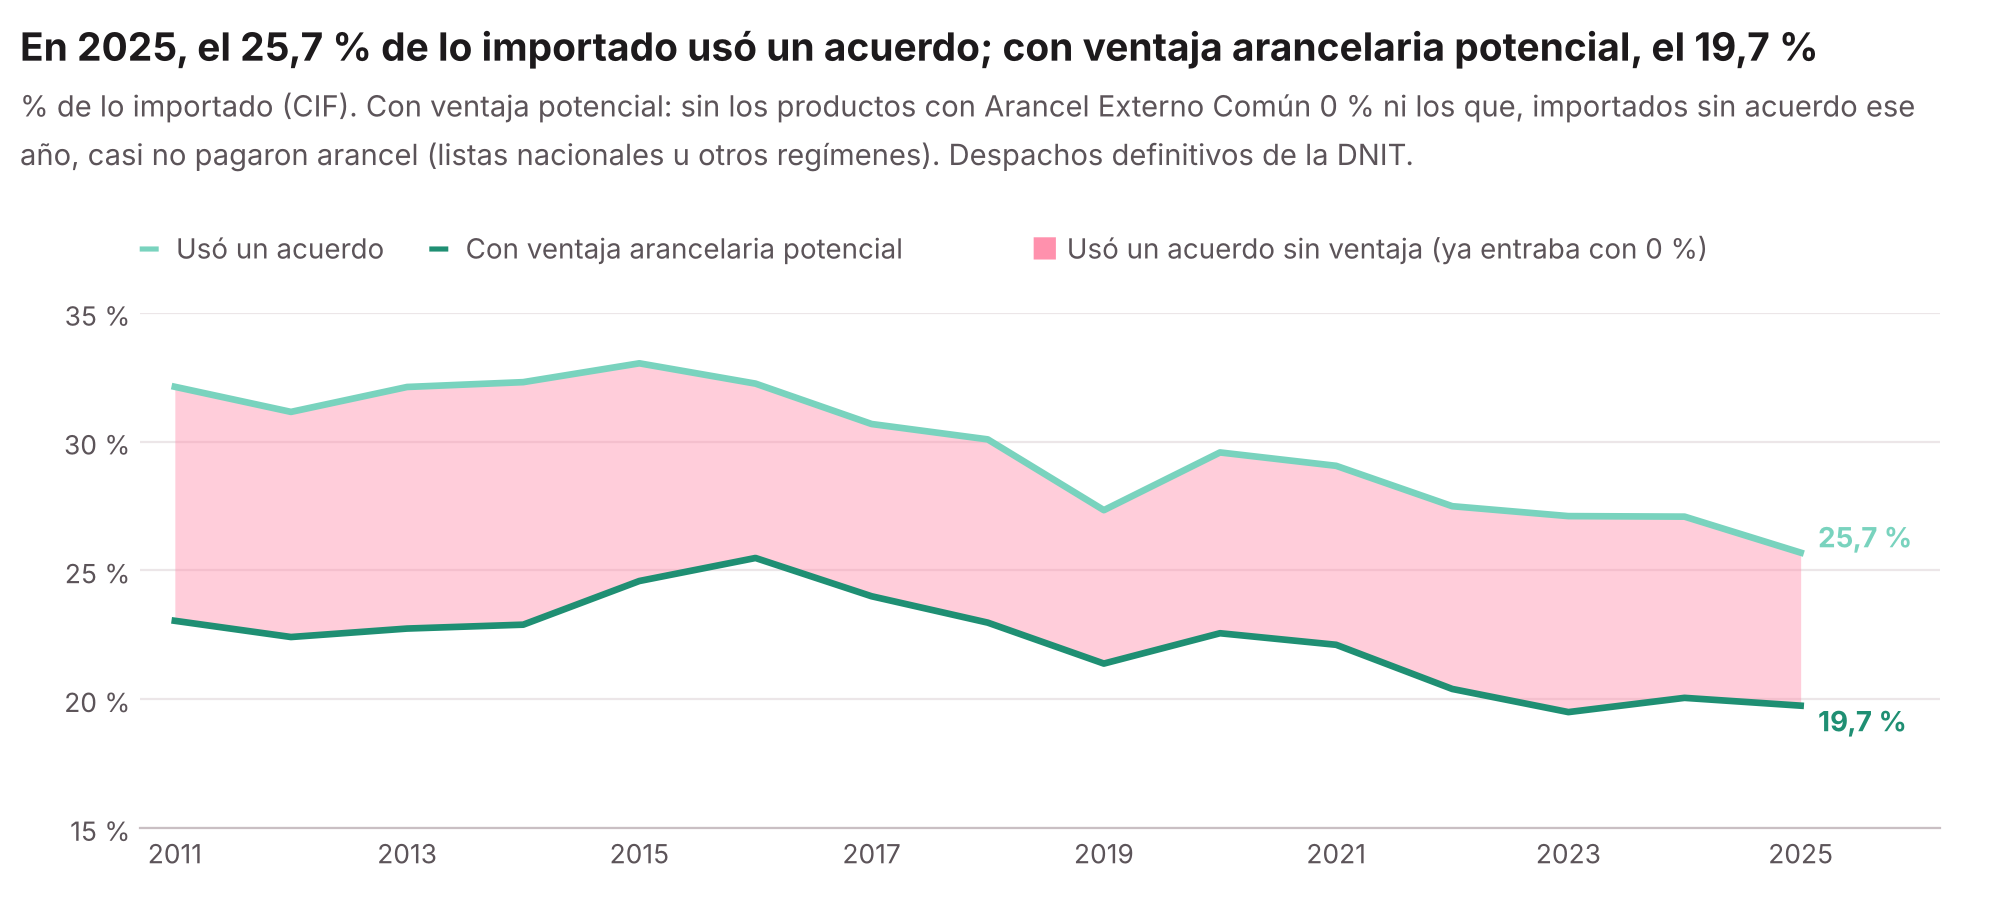 En 2025, el 25,7 % de lo importado usó un acuerdo; con ventaja arancelaria potencial, el 19,7 %
% de lo importado (CIF). Con ventaja potencial: sin los productos con Arancel Externo Común 0 % ni los que, importados sin acuerdo ese
año, casi no pagaron arancel (listas nacionales u otros regímenes). Despachos definitivos de la DNIT.
Usó un acuerdo Con ventaja arancelaria potencial Usó un acuerdo sin ventaja (ya entraba con 0 %)
35 %
30 %
25 %
20 %
15 %
25,7 %
19,7 %
2011 2013 2015 2017 2019 2021 2023 2025